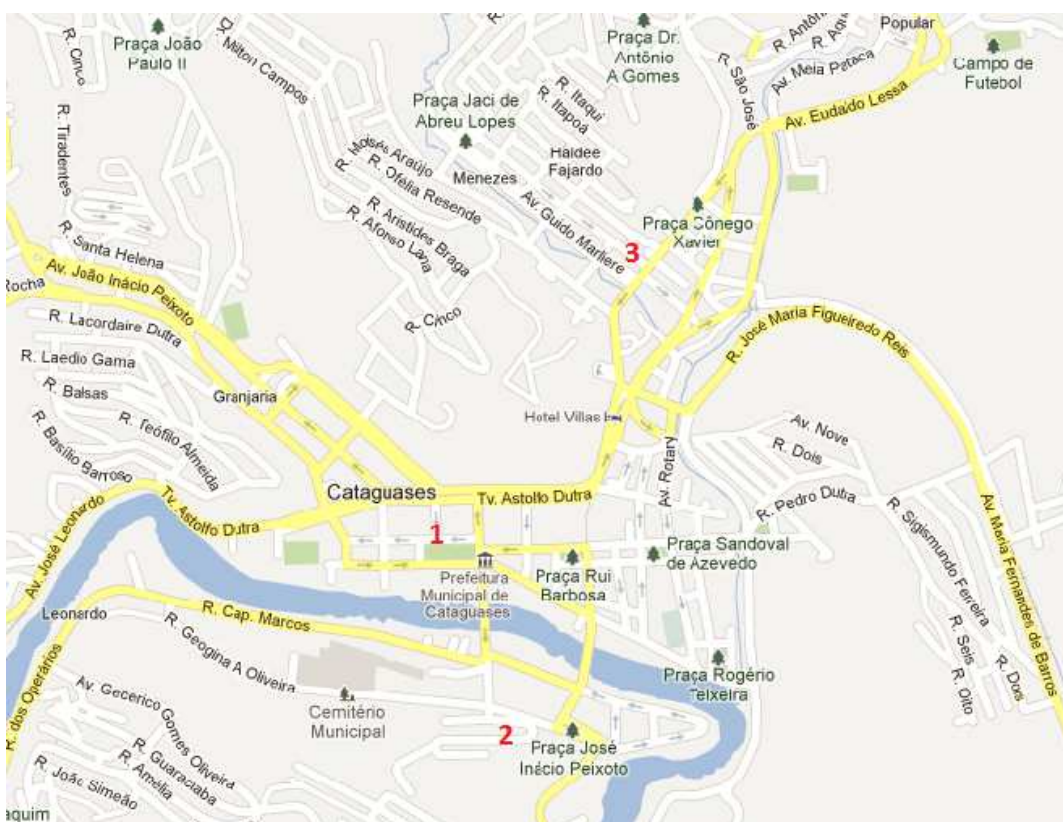 Popular
R. Cinco
Praça João
Paulo II
Milton Campos
Praça Dr.
Antônio
A Gomes
R. São José
Av. Meia Pataca
Campo de
Futebol
R. Tiradentes
Praça Jaci de
Abreu Lopes
R. Itaqui
R. Itapoã
Av. Eudaldo Lessa
Moisés Araújo
R. Ofélia Resende
Menezes
Haidee
Fajardo
R. Aristides Braga
R. Afonso Lana
Av. Guido Marliere
Praça Cônego
Xavier
3
R. Santa Helena
Av. João Inácio Peixoto
Rocha
R. Lacordaire Dutra
R. Cinco
R. José Maria Figueiredo Reis
R. Laedio Gama
R. Balsas
Granjaria
R. Teófilo Almeida
R. Basílio Barroso
Hotel Villas
Av. Nove
R. Dois
Av. Rotary
Cataguases
Tv. Astolfo Dutra
Tv. Astolfo Dutra
R. Pedro Dutra
Av. José Leonardo
1
Praça Sandoval
de Azevedo
R. Sigismundo Ferreira
Av. Maria Fernandes de Barros
Prefeitura
Municipal de
Cataguases
Praça Rui
Barbosa
Leonardo
R. Cap. Marcos
R. Geogina A Oliveira
R. Seis
R. Dois
R. Oito
Praça Rogério
Teixeira
R. dos Operários
Av. Gecerico Gomes Oliveira
Cemitério
Municipal
2
Praça José
Inácio Peixoto
R. Guaraciaba
R. Amélia
R. João Simeão
aquim